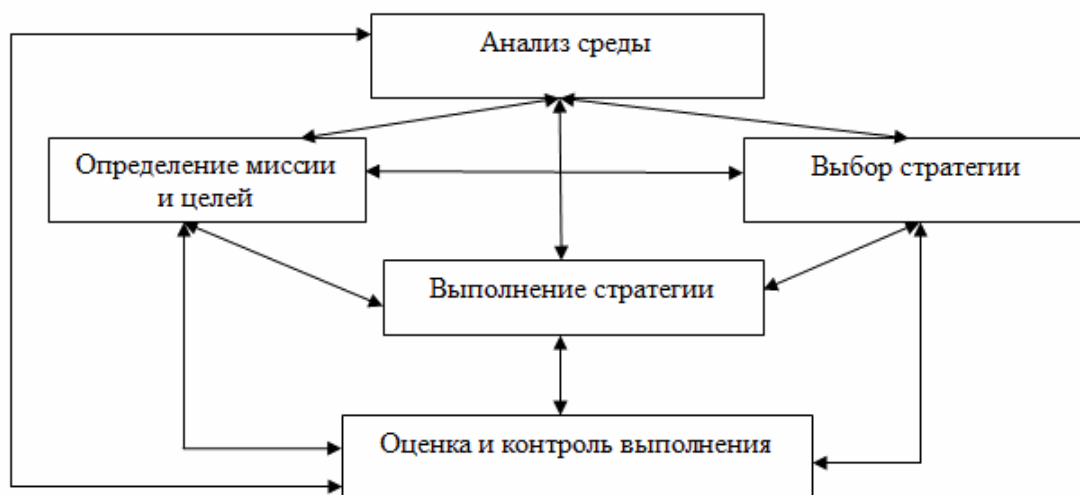 Анализ среды
Определение миссии
и целей
Выбор стратегии
Выполнение стратегии
Оценка и контроль выполнения